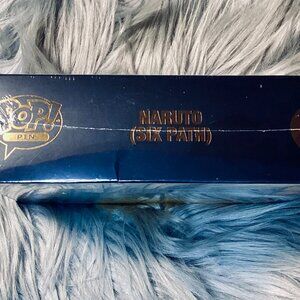 POP!
PIN
NARUTO
(SIX PATH)